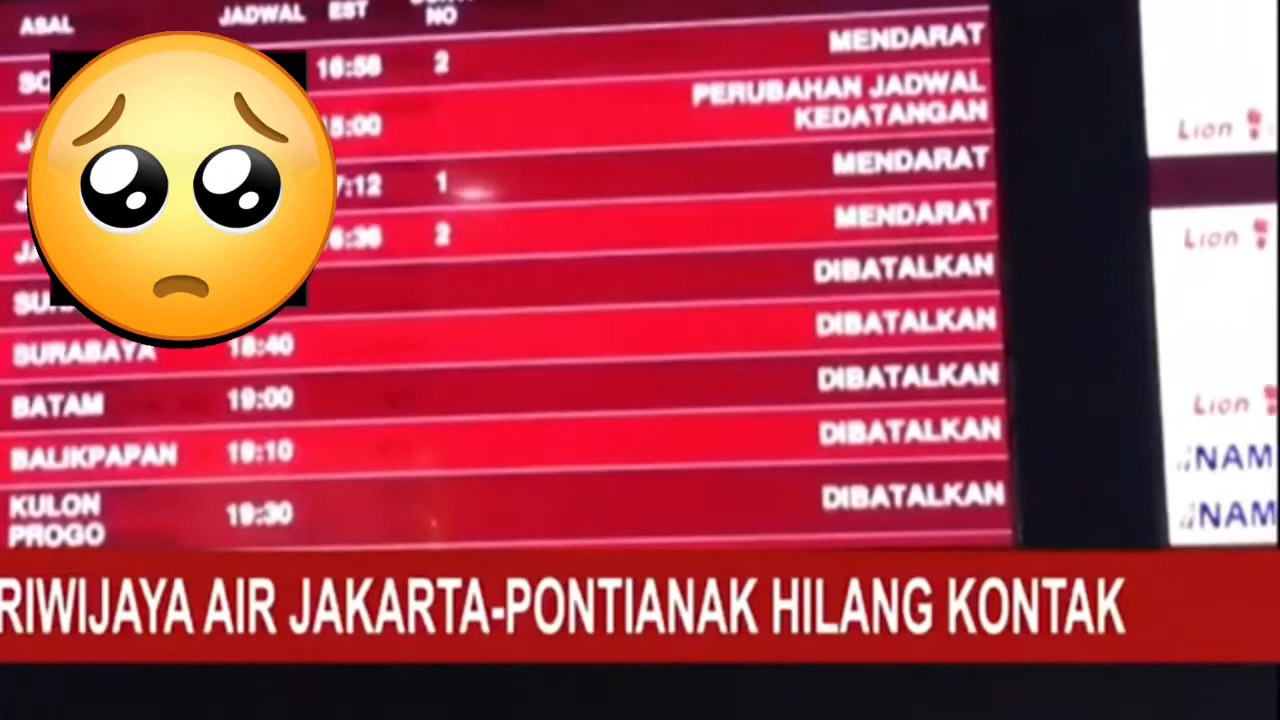 ASAL JADWAL EST NO
16:58 2 MENDARAT
PERUBAHAN JADWAL
KEDATANGAN
1 MENDARAT
2 MENDARAT
DIBATALKAN
SURABAYA 18:40 DIBATALKAN
BATAM 19:00 DIBATALKAN
BALIKPAPAN 19:10 DIBATALKAN
KULON
PROGO 19:30 DIBATALKAN
Lion
Lion
Lion
NAM
NAM
RIWIJAYA AIR JAKARTA-PONTIANAK HILANG KONTAK